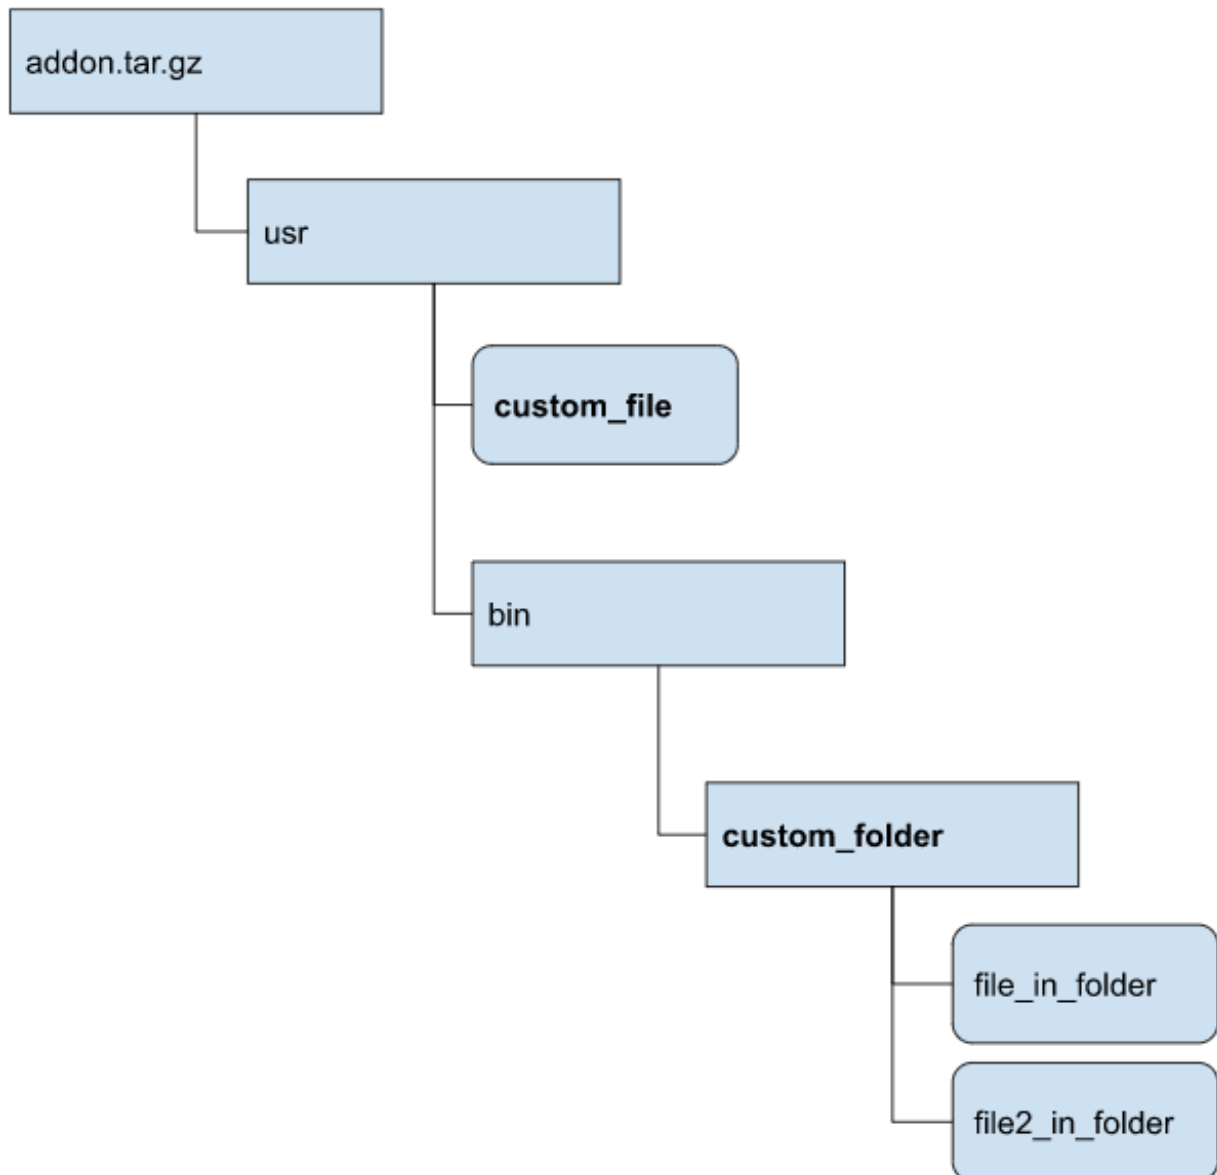 addon.tar.gz
usr
custom_file
bin
custom_folder
file_in_folder
file2_in_folder